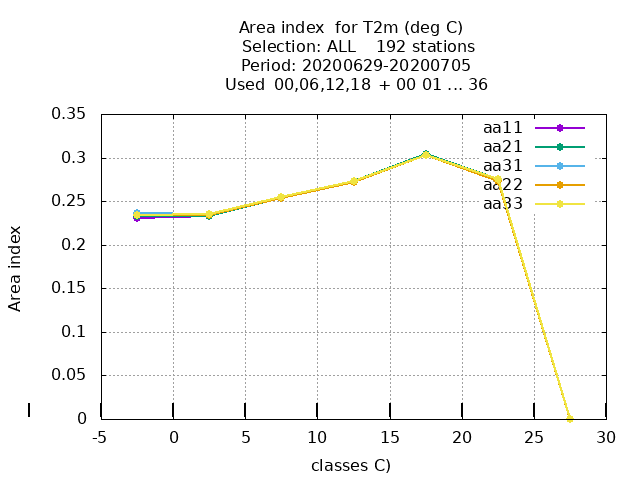 Area index  for T2m (deg C)
Selection: ALL    192 stations
Period: 20200629-20200705
Used  00,06,12,18  + 00 01 ... 36
0.35
0.3
0.25
0.2
0.15
0.1
0.05
0
Area index
aa11
aa21
aa31
aa22
aa33
-5 0 5 10 15 20 25 30
classes C)